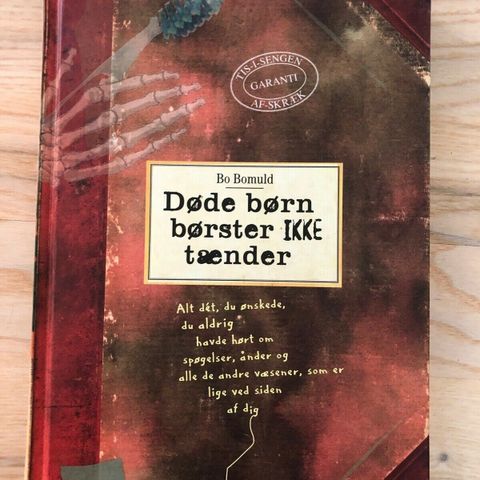 TIS-I-SENGEN
GARANTI
AF-SKRÆK
Bo Bomuld
Døde børn
børster IKKE
tænder
Alt dét, du ønskede,
du aldrig
havde hørt om
spøgelser, ånder og
alle de andre væsener, som er
lige ved siden
af dig